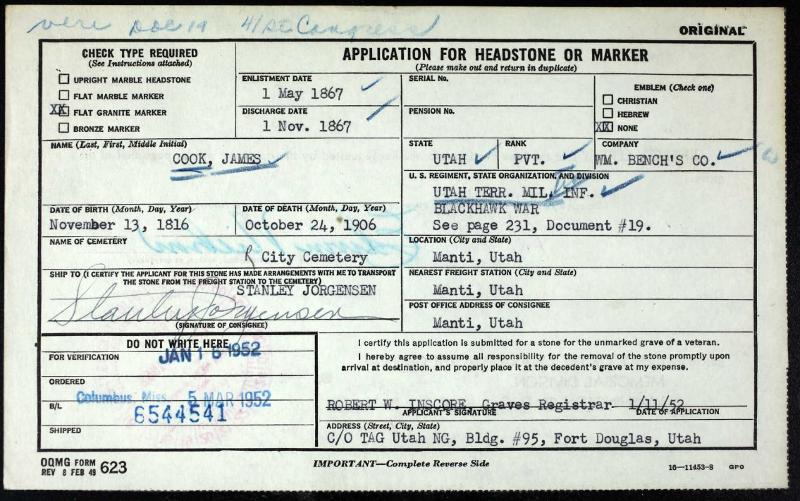 veri Doc 19 41st Congress
ORIGINAL
CHECK TYPE REQUIRED
(See Instructions attached)
UPRIGHT MARBLE HEADSTONE
FLAT MARBLE MARKER
XX FLAT GRANITE MARKER
BRONZE MARKER
ENLISTMENT DATE
1 May 1867
DISCHARGE DATE
1 Nov. 1867
APPLICATION FOR HEADSTONE OR MARKER
(Please make out and return in duplicate)
SERIAL No.
PENSION No.
EMBLEM (Check one)
CHRISTIAN
HEBREW
XX NONE
NAME (Last, First, Middle Initial)
COOK, JAMES
STATE
UTAH
RANK
PVT.
COMPANY
WM. BENCH'S CO.
U. S. REGIMENT, STATE ORGANIZATION, AND DIVISION
UTAH TERR. MIL. INF.
BLACKHAWK WAR
See page 231, Document #19.
DATE OF BIRTH (Month, Day, Year)
November 13, 1816
DATE OF DEATH (Month, Day, Year)
October 24, 1906
NAME OF CEMETERY
City Cemetery
LOCATION (City and State)
Manti, Utah
SHIP TO (I CERTIFY THE APPLICANT FOR THIS STONE HAS MADE ARRANGEMENTS WITH ME TO TRANSPORT
THE STONE FROM THE FREIGHT STATION TO THE CEMETERY)
STANLEY JORGENSEN
Stanley Jorgensen
(SIGNATURE OF CONSIGNEE)
NEAREST FREIGHT STATION (City and State)
Manti, Utah
POST OFFICE ADDRESS OF CONSIGNEE
Manti, Utah
DO NOT WRITE HERE
FOR VERIFICATION
JAN 16 1952
ORDERED
Columbus, Miss. 5 MAR 1952
B/L
6544541
SHIPPED
I certify this application is submitted for a stone for the unmarked grave of a veteran.
I hereby agree to assume all responsibility for the removal of the stone promptly upon
arrival at destination, and properly place it at the decedent's grave at my expense.
ROBERT W. INSCORE Graves Registrar 1/11/52
APPLICANT'S SIGNATURE DATE OF APPLICATION
ADDRESS (Street, City, State)
C/O TAG Utah NG, Bldg. #95, Fort Douglas, Utah
OQMG FORM 623
REV 8 FEB 49
IMPORTANT—Complete Reverse Side
16—11453-8 GPO